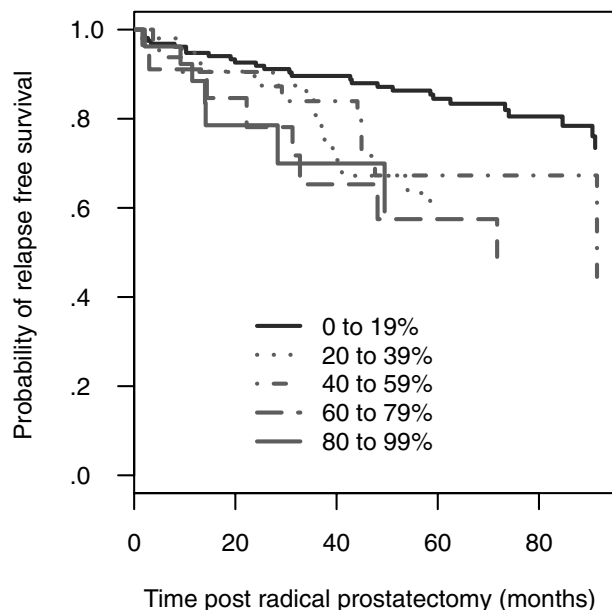 Probability of relapse free survival
1.0
.8
.6
.4
.2
.0
0 to 19%
20 to 39%
40 to 59%
60 to 79%
80 to 99%
0 20 40 60 80
Time post radical prostatectomy (months)